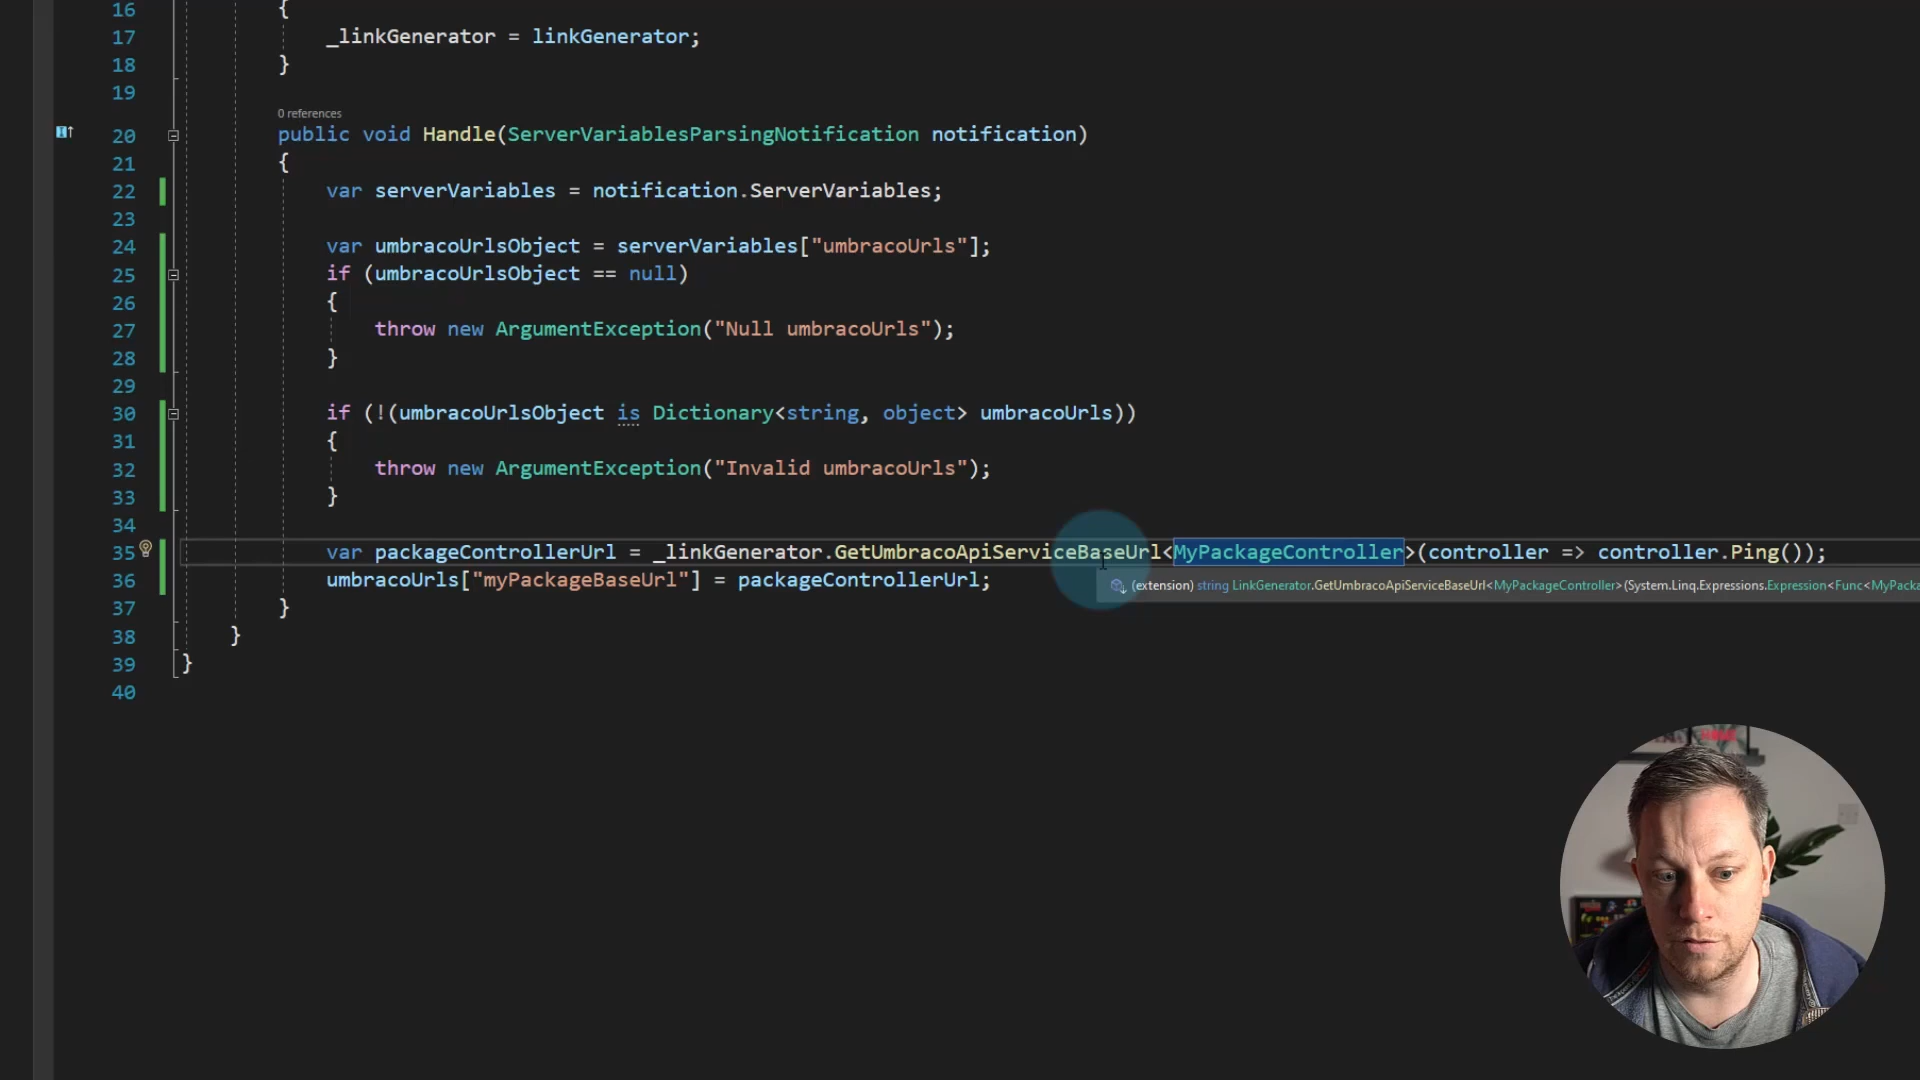 16 {
17 _linkGenerator = linkGenerator;
18 }
19
0 references
20 public void Handle(ServerVariablesParsingNotification notification)
21 {
22 var serverVariables = notification.ServerVariables;
23
24 var umbracoUrlsObject = serverVariables["umbracoUrls"];
25 if (umbracoUrlsObject == null)
26 {
27 throw new ArgumentException("Null umbracoUrls");
28 }
29
30 if (!(umbracoUrlsObject is Dictionary<string, object> umbracoUrls))
31 {
32 throw new ArgumentException("Invalid umbracoUrls");
33 }
34
35 var packageControllerUrl = _linkGenerator.GetUmbracoApiServiceBaseUrl<MyPackageController>(controller => controller.Ping());
36 umbracoUrls["myPackageBaseUrl"] = packageControllerUrl;
(extension) string LinkGenerator.GetUmbracoApiServiceBaseUrl<MyPackageController>(System.Linq.Expressions.Expression<Func<MyPacka
37 }
38 }
39 }
40